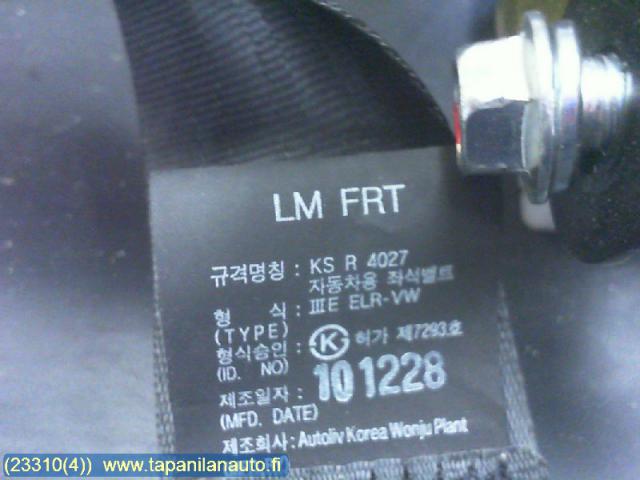 LM FRT
규격명칭 : KS R 4027
자동차용 좌석벨트
형 식 : ⅢE ELR-VW
(TYPE)
형식승인 : K 허가 제7293호
(ID. NO)
제조일자 : 101228
(MFD. DATE)
제조회사 : Autoliv Korea Wonju Plant
(23310(4)) www.tapanilanauto.fi